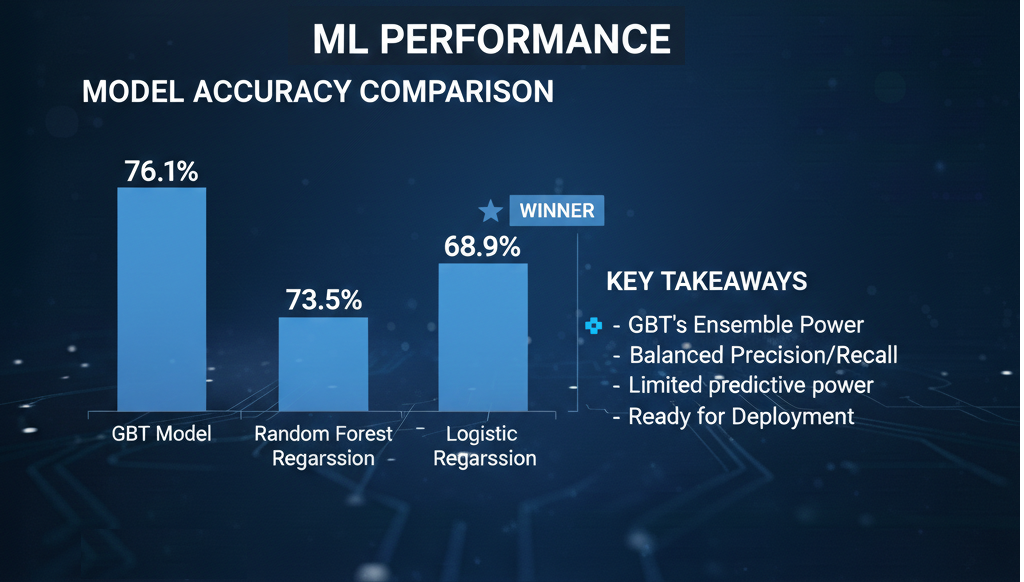 ML PERFORMANCE
MODEL ACCURACY COMPARISON
76.1%
73.5%
WINNER
68.9%
GBT Model
Random Forest
Regarssion
Logistic
Regarssion
KEY TAKEAWAYS
- GBT's Ensemble Power
- Balanced Precision/Recall
- Limited predictive power
- Ready for Deployment